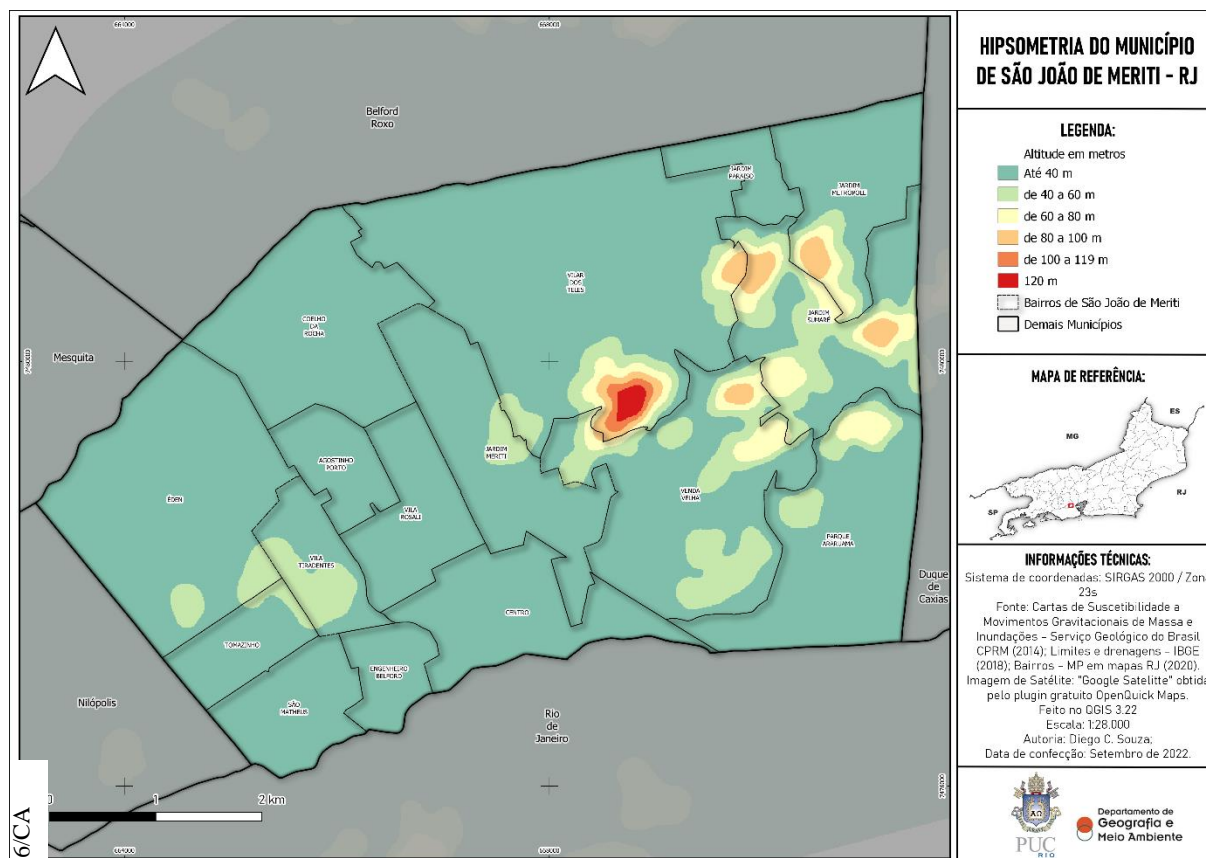 HIPSOMETRIA DO MUNICÍPIO
DE SÃO JOÃO DE MERITI - RJ
LEGENDA:
Altitude em metros
Até 40 m
de 40 a 60 m
de 60 a 80 m
de 80 a 100 m
de 100 a 119 m
120 m
Bairros de São João de Meriti
Demais Municípios
MAPA DE REFERÊNCIA:
ES
MG
RJ
SP
INFORMAÇÕES TÉCNICAS:
Sistema de coordenadas: SIRGAS 2000 / Zona
23s
Fonte: Cartas de Suscetibilidade a
Movimentos Gravitacionais de Massa e
Inundações - Serviço Geológico do Brasil
CPRM (2014); Limites e drenagens - IBGE
(2018); Bairros - MP em mapas RJ (2020).
Imagem de Satélite: "Google Satelitte" obtida
pelo plugin gratuito OpenQuick Maps.
Feito no QGIS 3.22
Escala: 1:28.000
Autoria: Diego C. Souza;
Data de confecção: Setembro de 2022.
PUC
RIO
Departamento de
Geografia e
Meio Ambiente
668000
Belford
Roxo
JARDIM
PARAÍSO
JARDIM
METRÓPOLE
VILAR
DOS
TELES
COELHO
DA
ROCHA
JARDIM
SUMARÉ
Mesquita
JARDIM
MERITI
AGOSTINHO
PORTO
ÉDEN
VILA
ROSALI
VENDA
VELHA
PARQUE
ARARUAMA
VILA
TIRADENTES
Duque
de
Caxias
CENTRO
TOMAZINHO
ENGENHEIRO
BELFORD
Nilópolis
SÃO
MATHEUS
Rio
de
Janeiro
0 1 2 km
664000
668000
6/CA